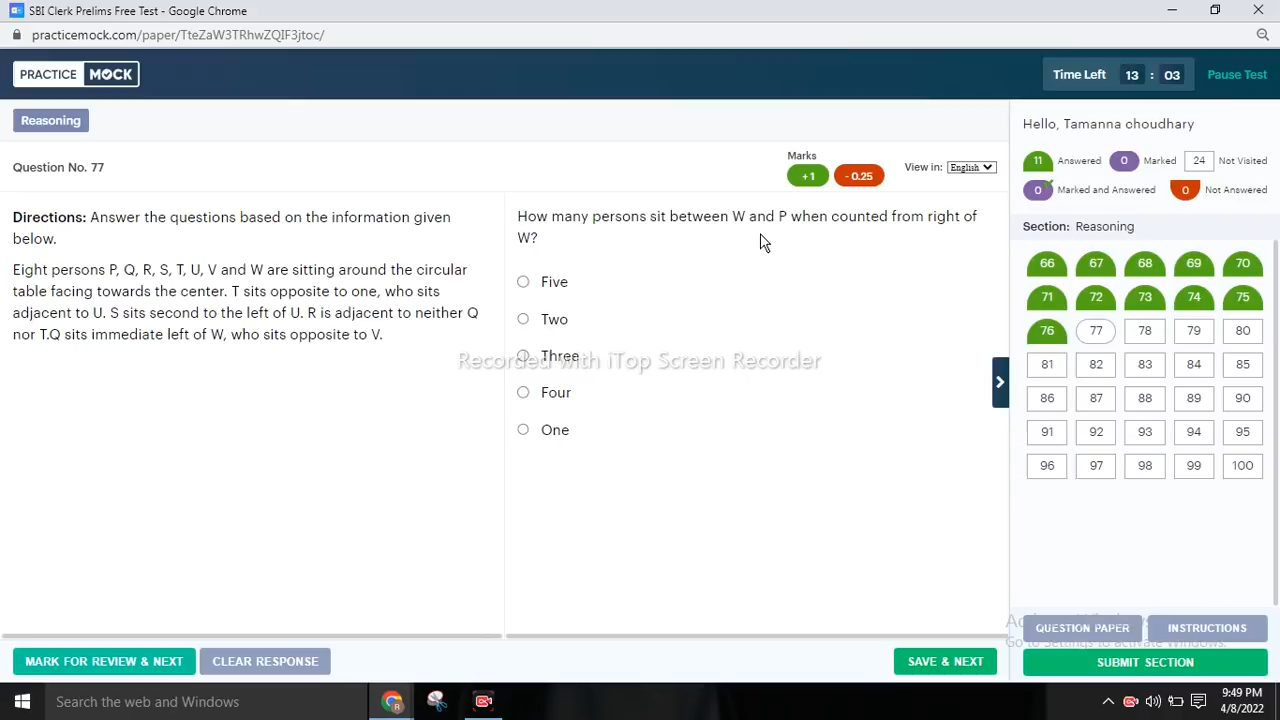 SBI Clerk Prelims Free Test - Google Chrome
practicemock.com/paper/TteZaW3TRhwZQIF3jtoc/
PRACTICE MOCK
Time Left 13 : 03 Pause Test
Reasoning
Hello, Tamanna choudhary
Question No. 77
Marks
+ 1 - 0.25
View in: English
11 Answered 0 Marked 24 Not Visited
0 Marked and Answered 0 Not Answered
Section: Reasoning
Directions: Answer the questions based on the information given
below.
Eight persons P, Q, R, S, T, U, V and W are sitting around the circular
table facing towards the center. T sits opposite to one, who sits
adjacent to U. S sits second to the left of U. R is adjacent to neither Q
nor T.Q sits immediate left of W, who sits opposite to V.
How many persons sit between W and P when counted from right of
W?
Five
Two
Three
Four
One
Recorded with iTop Screen Recorder
66 67 68 69 70
71 72 73 74 75
76 77 78 79 80
81 82 83 84 85
86 87 88 89 90
91 92 93 94 95
96 97 98 99 100
QUESTION PAPER INSTRUCTIONS
Go to Settings to activate Windows.
MARK FOR REVIEW & NEXT CLEAR RESPONSE SAVE & NEXT SUBMIT SECTION
Search the web and Windows
9:49 PM
4/8/2022